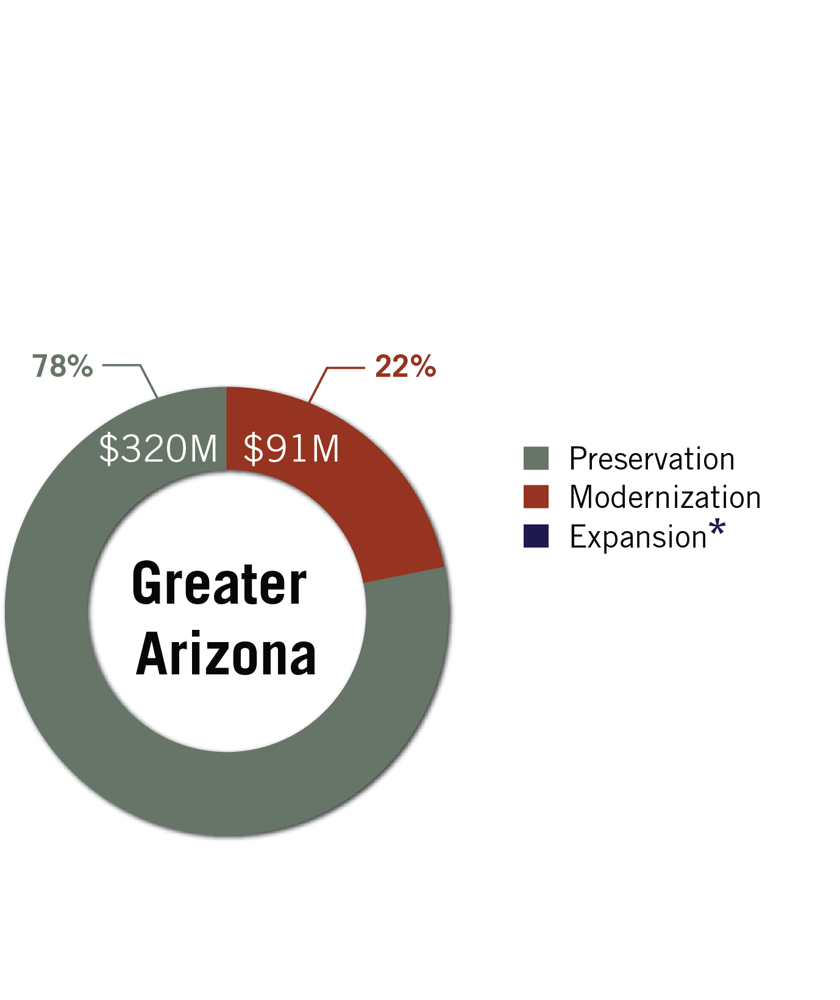 78%
22%
$320M
$91M
Greater
Arizona
Preservation
Modernization
Expansion*